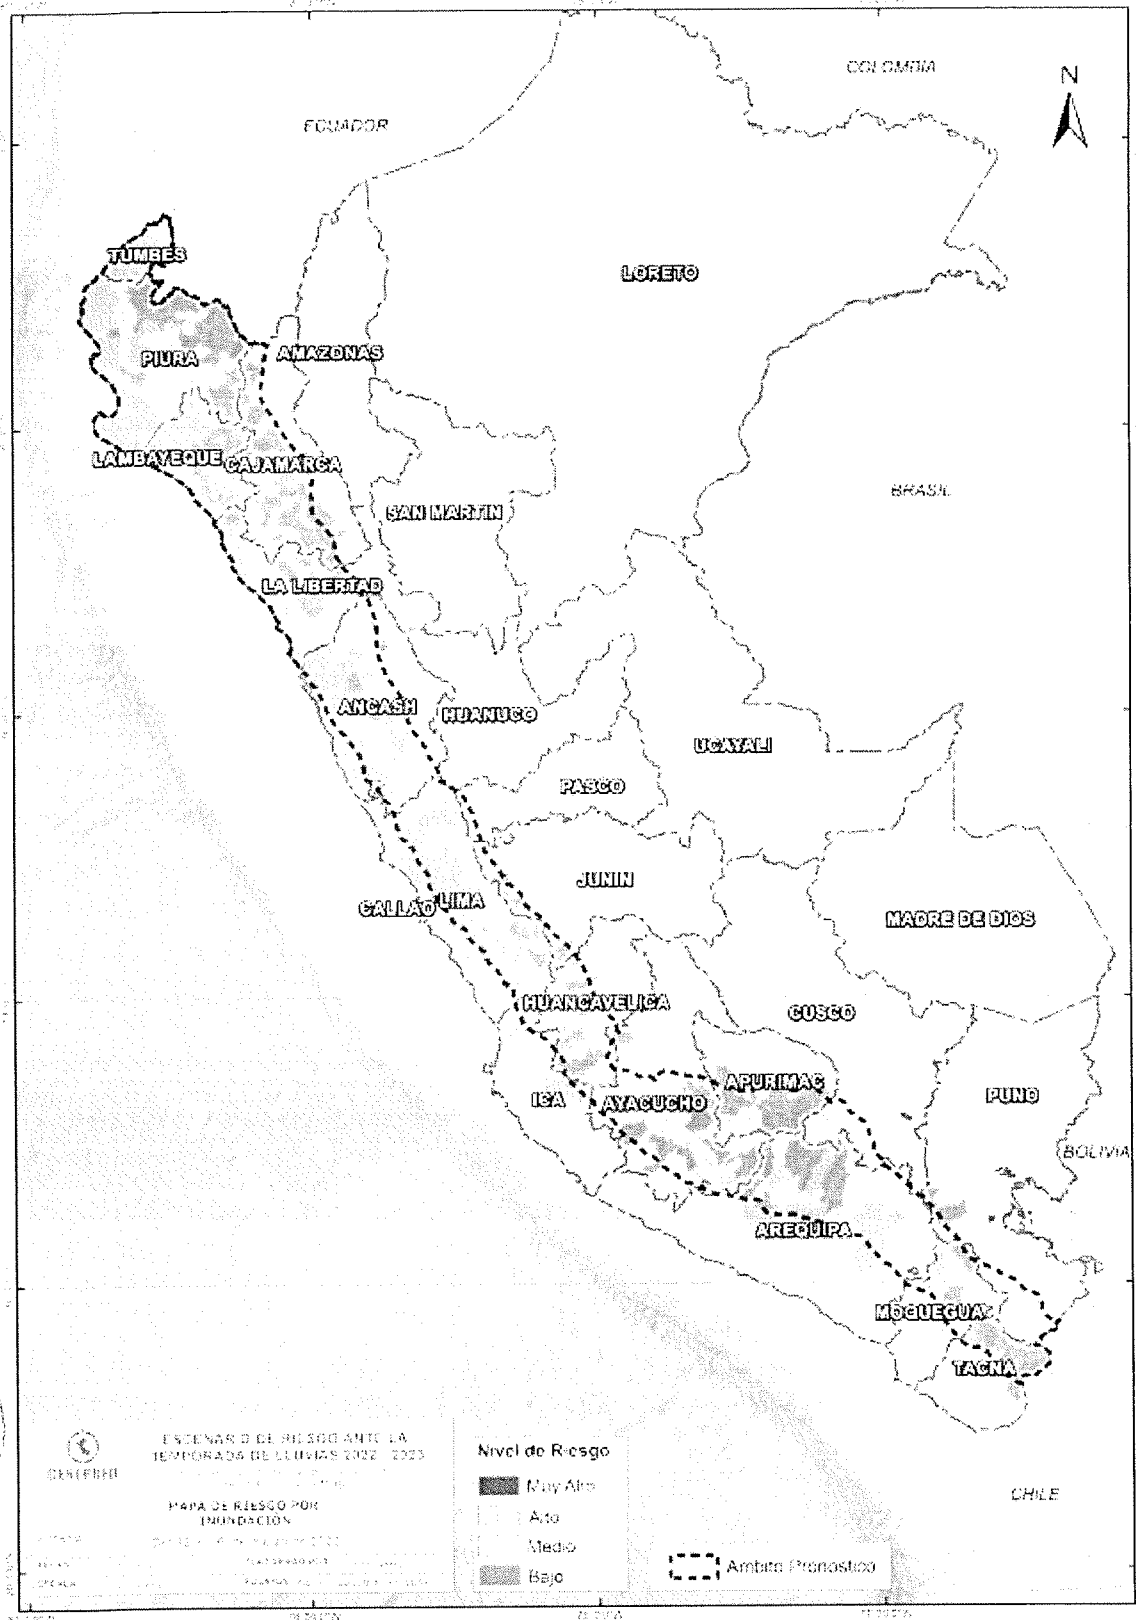 COLOMBIA
N
ECUADOR
TUMBES
LORETO
PIURA
AMAZONAS
LAMBAYEQUE
CAJAMARCA
BRASIL
SAN MARTIN
LA LIBERTAD
ANCASH
HUANUCO
UCAYALI
PASCO
JUNIN
CALLAO
LIMA
MADRE DE DIOS
HUANCAVELICA
CUSCO
APURIMAC
ICA
AYACUCHO
PUNO
BOLIVIA
AREQUIPA
MOQUEGUA
TACNA
CENEPRED
ESCENARIO DE RIESGO ANTE LA
TEMPORADA DE LLUVIAS 2022 - 2023
MAPA DE RIESGO POR
INUNDACIÓN
Nivel de Riesgo
Muy Alto
Alto
Medio
Bajo
Ambito Pronostico
CHILE